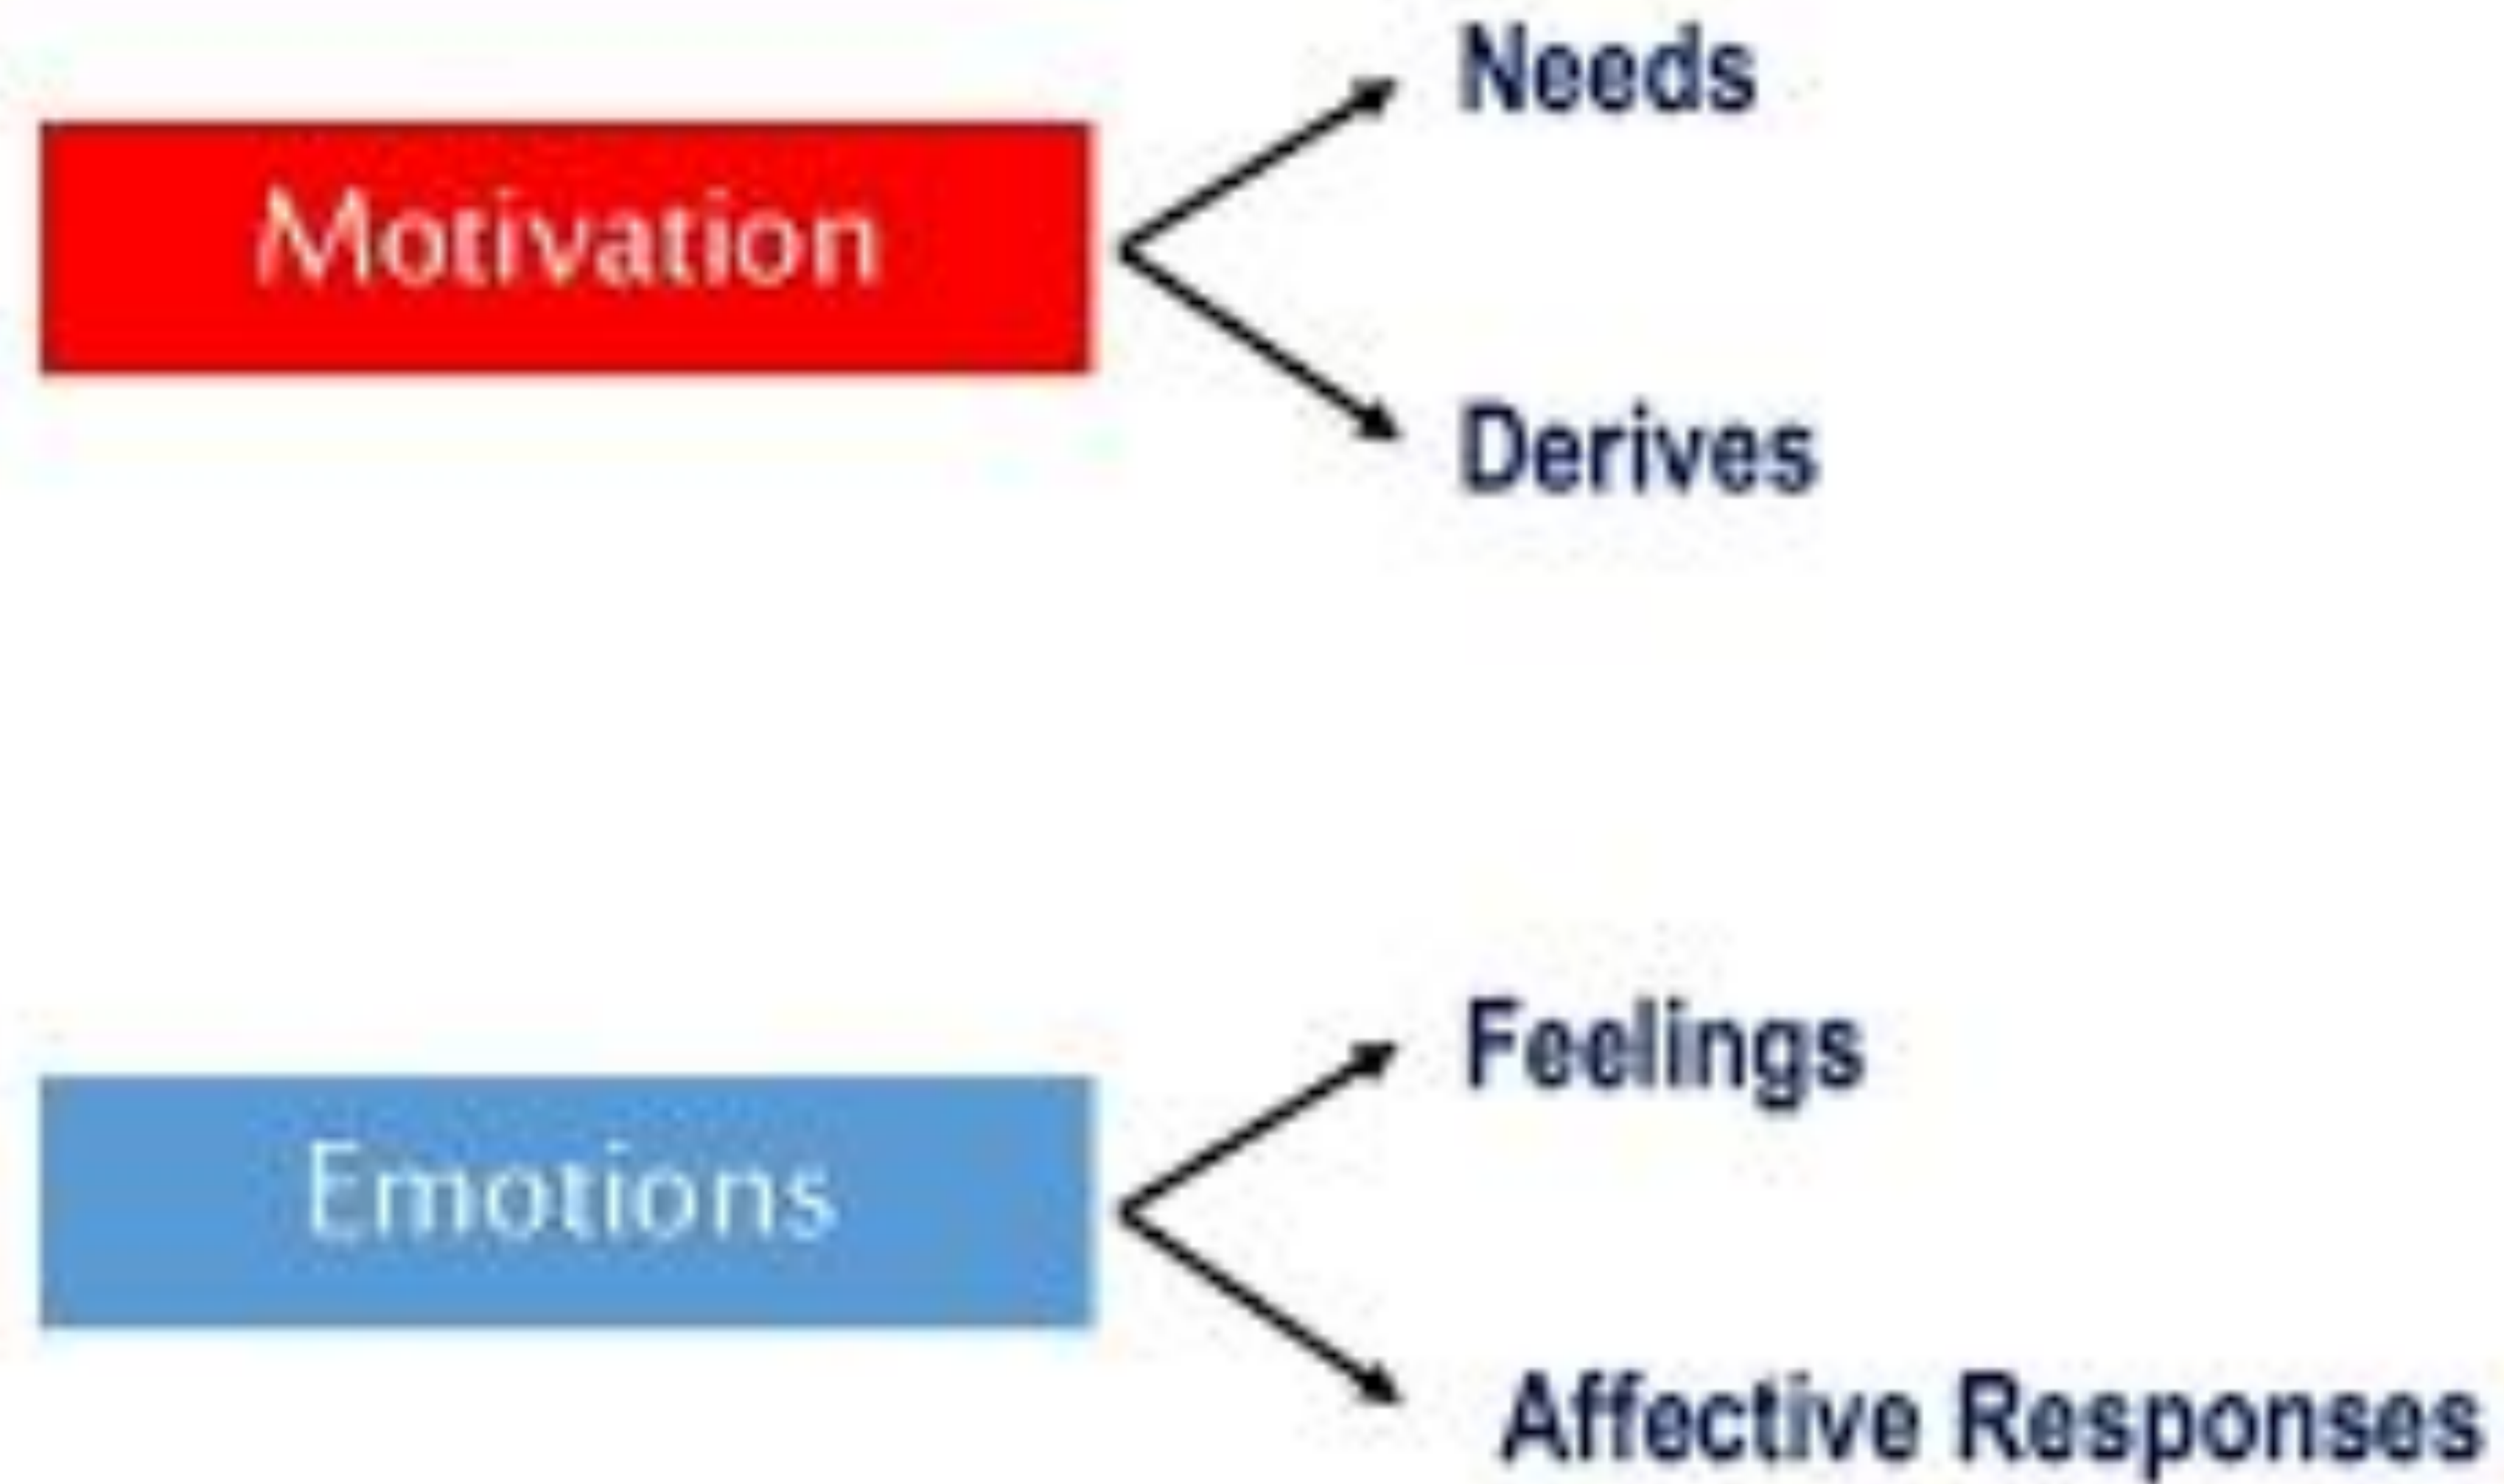 Needs
Motivation
Derives
Feelings
Emotions
Affective Responses